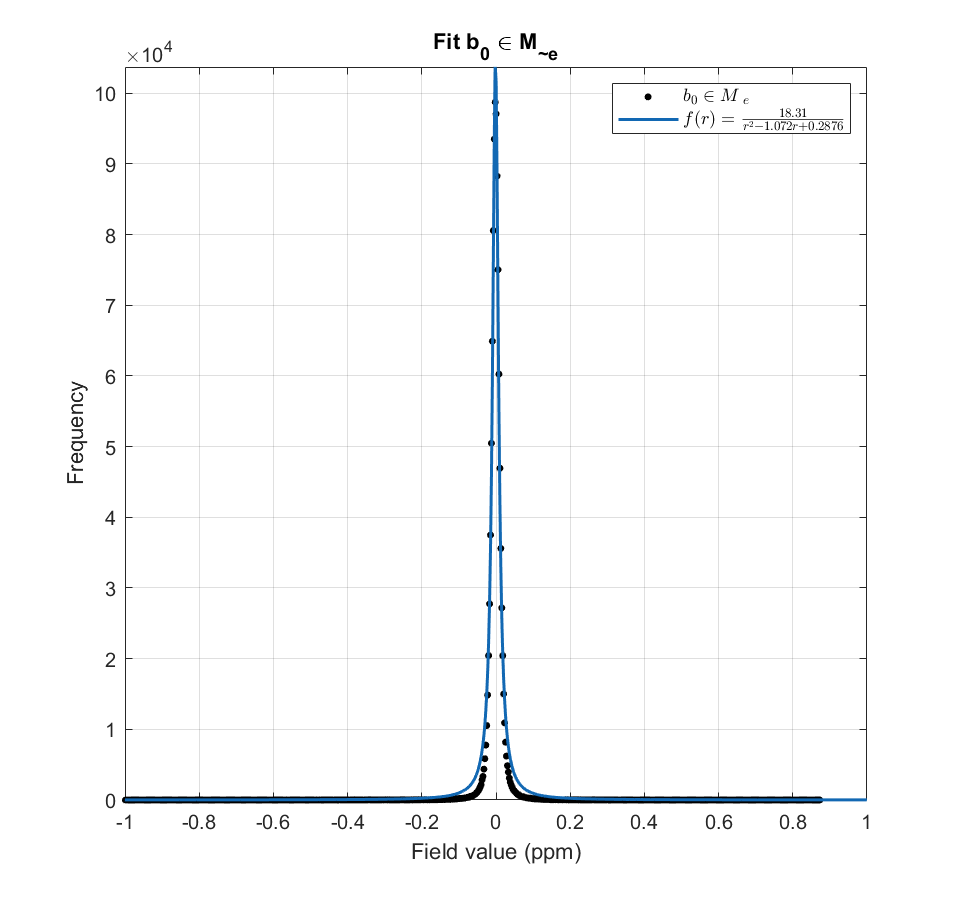 Fit b₀ ∈ M~e
×10⁴
b₀ ∈ M e
f(r) = 18.31 / r²−1.072r+0.2876
10
9
8
7
6
5
4
3
2
1
0
Frequency
-1 -0.8 -0.6 -0.4 -0.2 0 0.2 0.4 0.6 0.8 1
Field value (ppm)